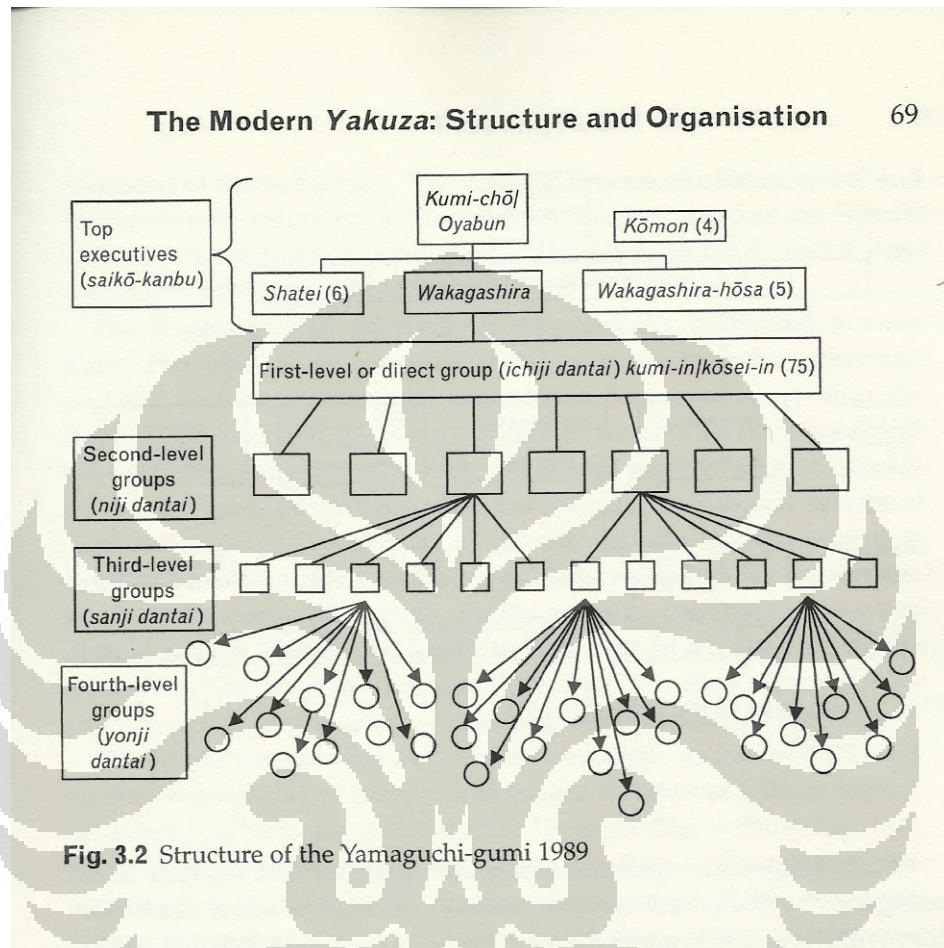 The Modern Yakuza: Structure and Organisation 69
Top
executives
(saikō-kanbu)
Kumi-chō/
Oyabun
Kōmon (4)
Shatei (6)
Wakagashira
Wakagashira-hōsa (5)
First-level or direct group (ichiji dantai) kumi-in/kōsei-in (75)
Second-level
groups
(niji dantai)
Third-level
groups
(sanji dantai)
Fourth-level
groups
(yonji
dantai)
Fig. 3.2 Structure of the Yamaguchi-gumi 1989